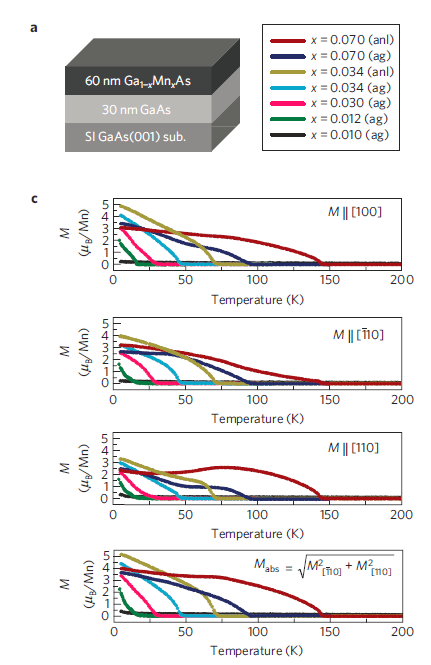 a
60 nm Ga1–xMnxAs
30 nm GaAs
SI GaAs(001) sub.
x = 0.070 (anl)
x = 0.070 (ag)
x = 0.034 (anl)
x = 0.034 (ag)
x = 0.030 (ag)
x = 0.012 (ag)
x = 0.010 (ag)
c
M
(μB/Mn)
5
4
3
2
1
0
M || [100]
0 50 100 150 200
Temperature (K)
M
(μB/Mn)
5
4
3
2
1
0
M || [1̄10]
0 50 100 150 200
Temperature (K)
M
(μB/Mn)
5
4
3
2
1
0
M || [110]
0 50 100 150 200
Temperature (K)
M
(μB/Mn)
5
4
3
2
1
0
Mabs = √M²[1̄10] + M²[110]
0 50 100 150 200
Temperature (K)